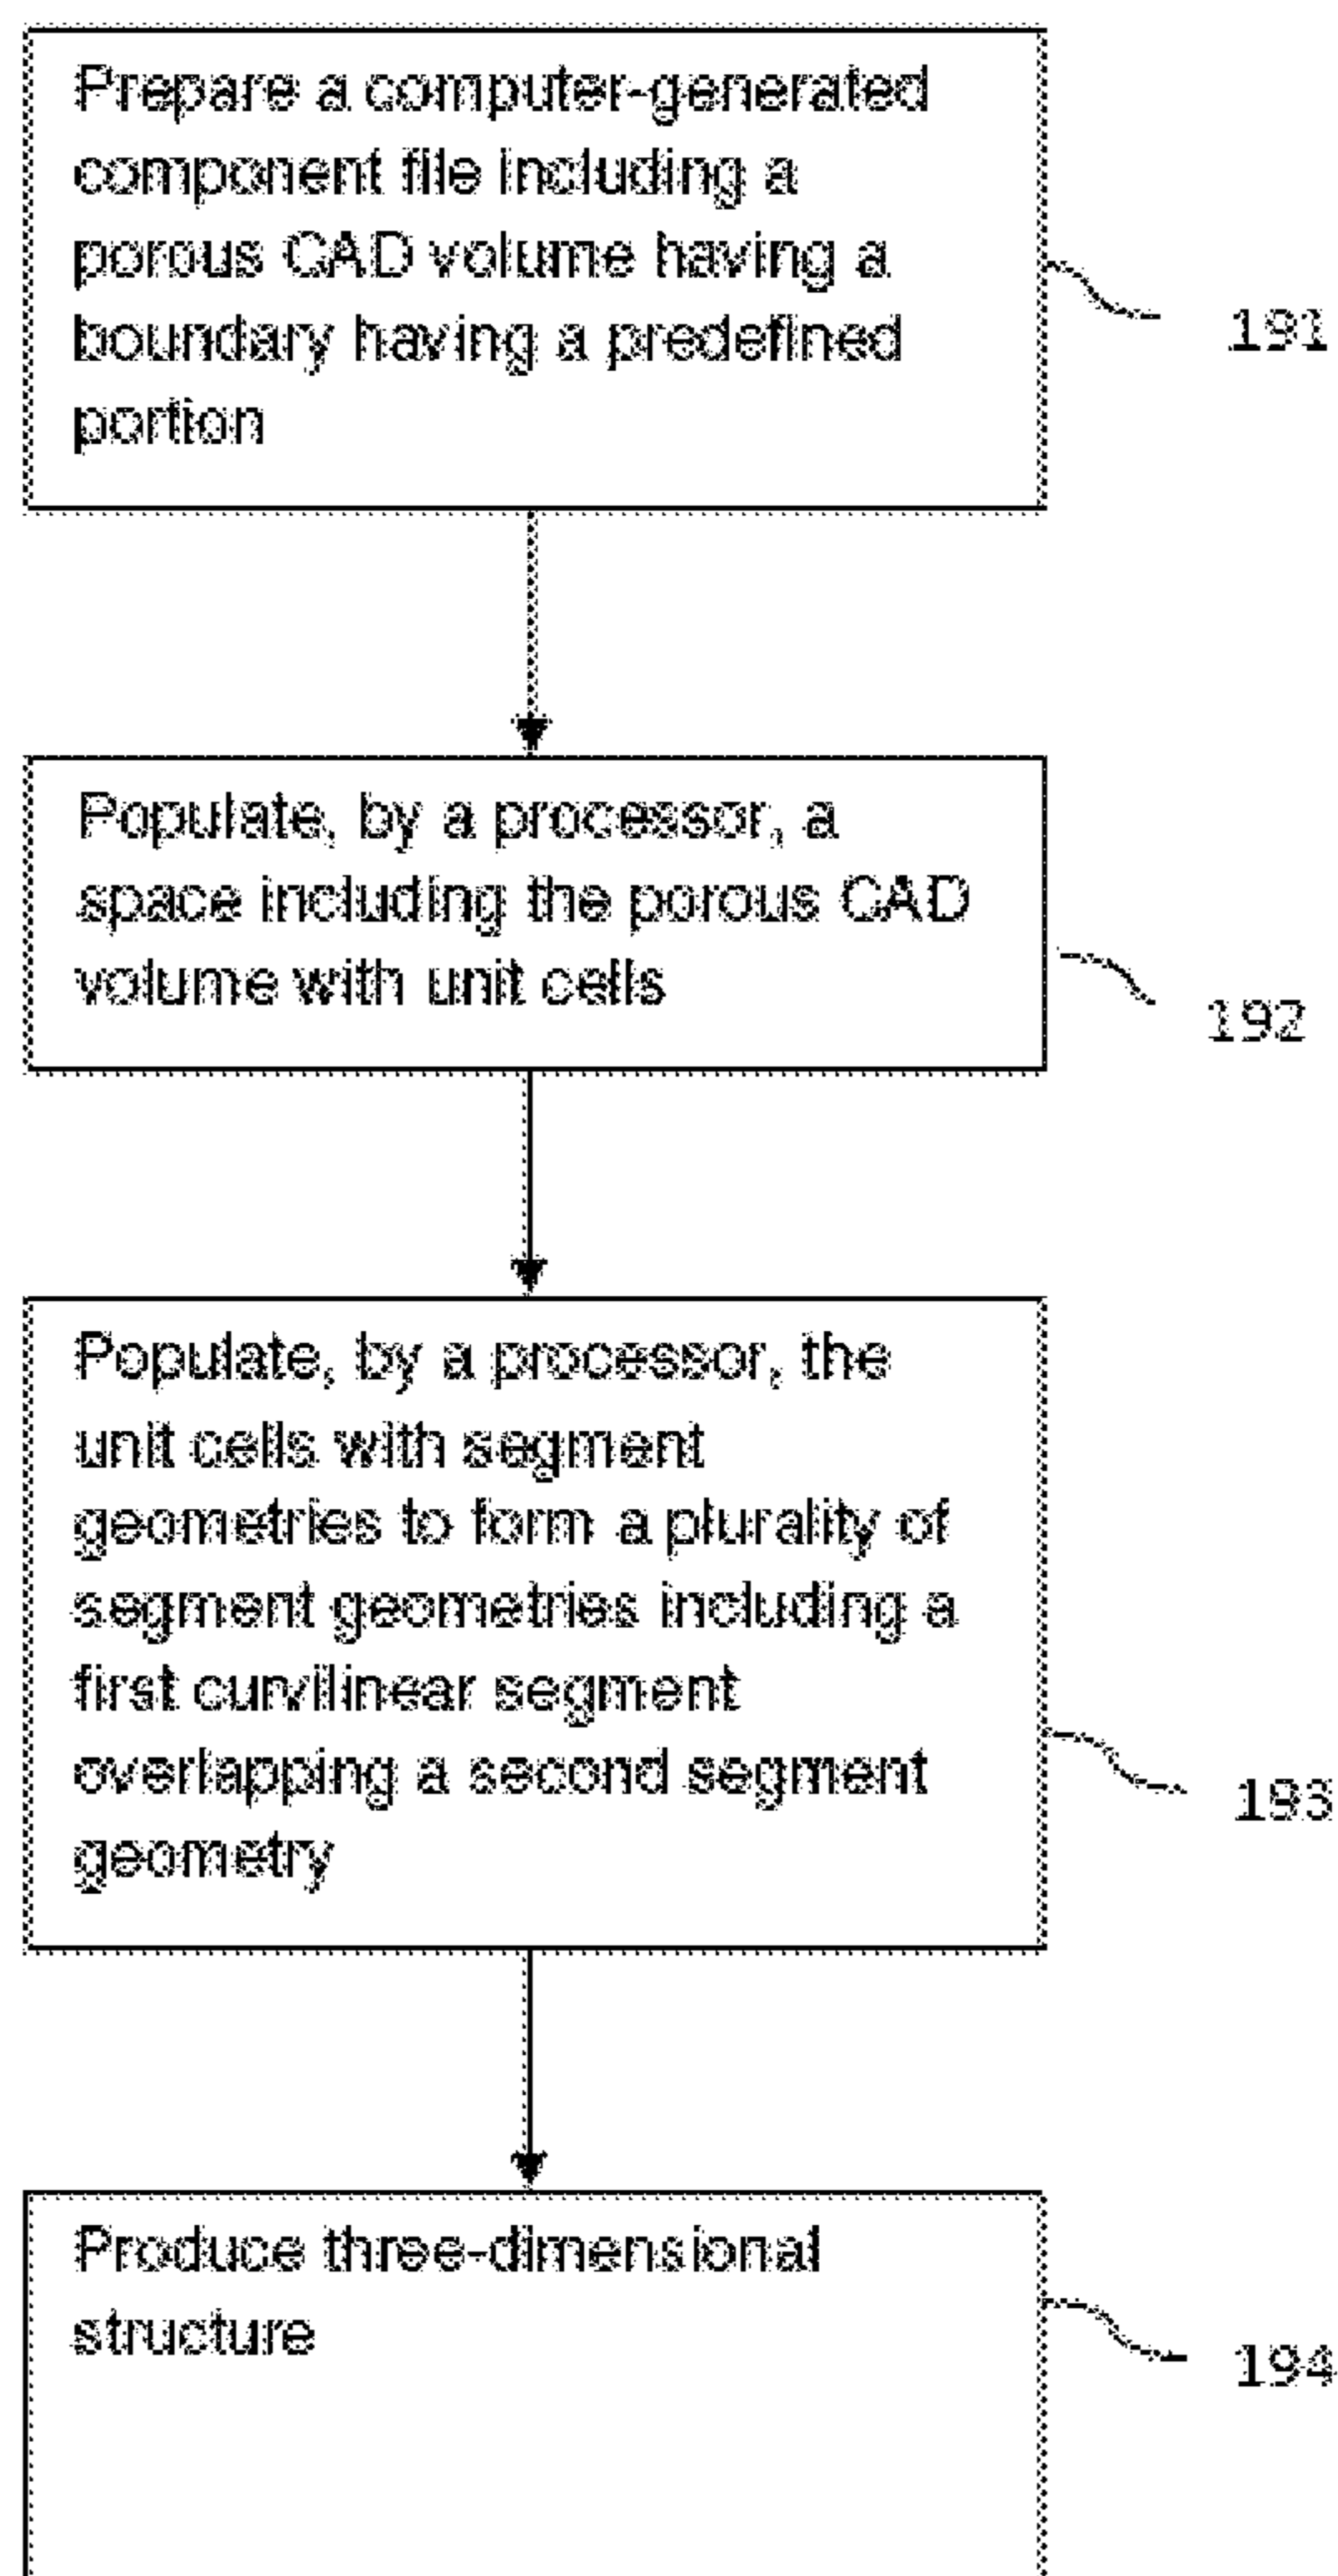 Prepare a computer-generated
component file including a
porous CAD volume having a
boundary having a predefined
portion
191
Populate, by a processor, a
space including the porous CAD
volume with unit cells
192
Populate, by a processor, the
unit cells with segment
geometries to form a plurality of
segment geometries including a
first curvilinear segment
overlapping a second segment
geometry
193
Produce three-dimensional
structure
194